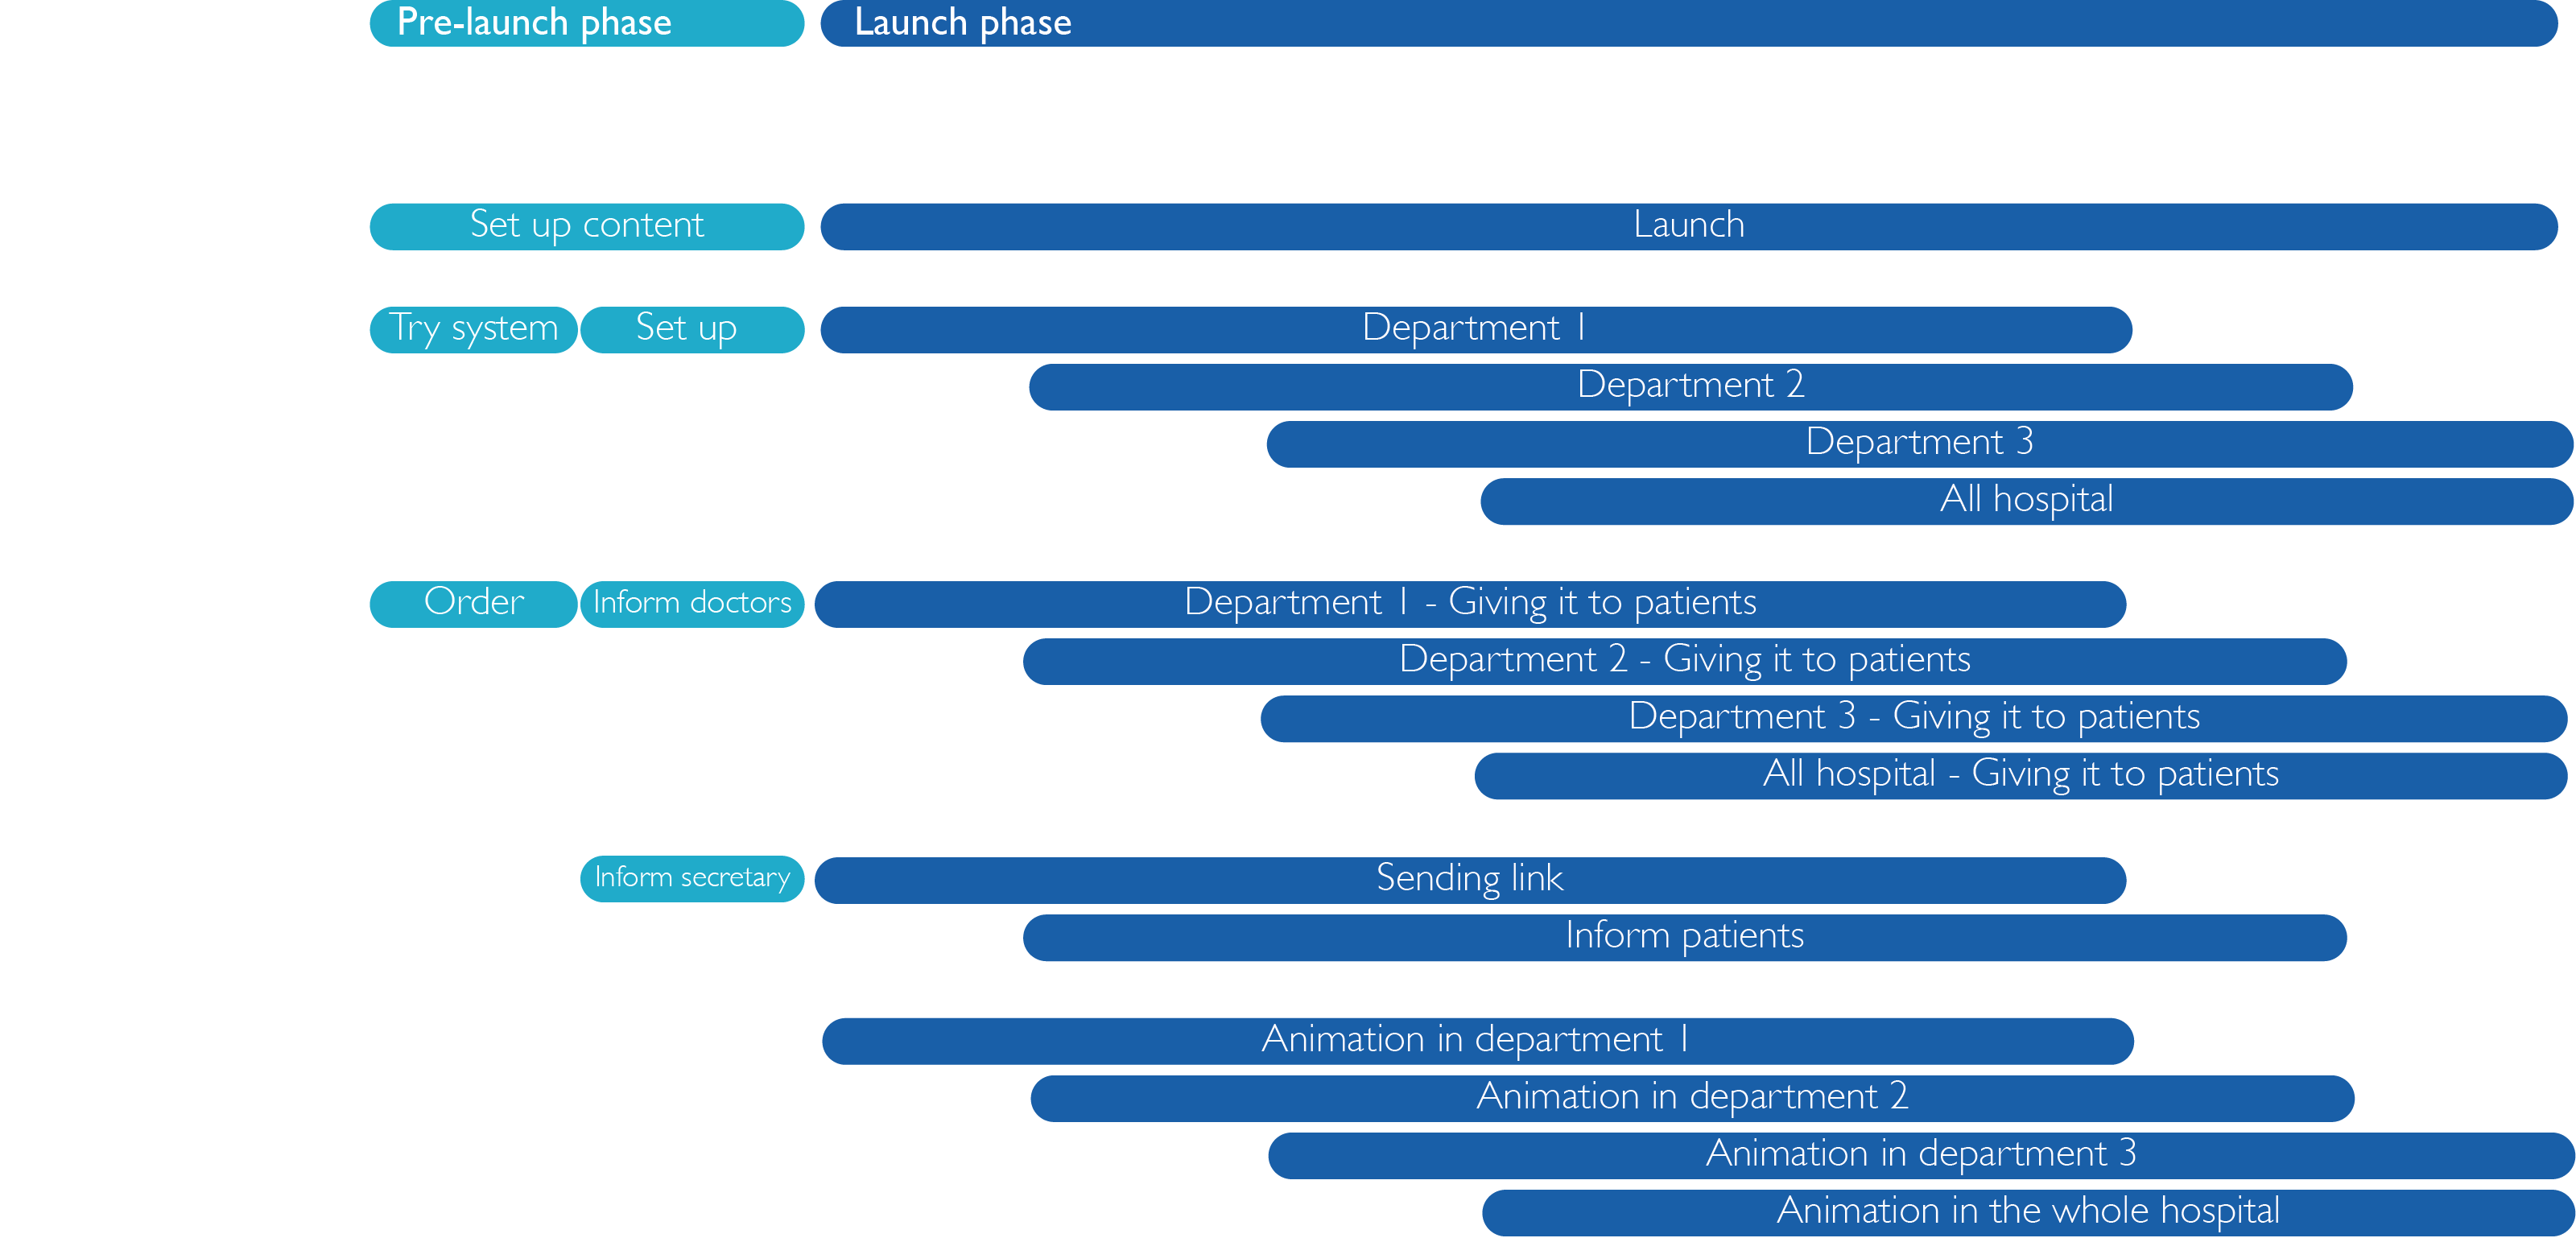 Pre-launch phase
Launch phase
Set up content
Launch
Try system
Set up
Department 1
Department 2
Department 3
All hospital
Order
Inform doctors
Department 1 - Giving it to patients
Department 2 - Giving it to patients
Department 3 - Giving it to patients
All hospital - Giving it to patients
Inform secretary
Sending link
Inform patients
Animation in department 1
Animation in department 2
Animation in department 3
Animation in the whole hospital